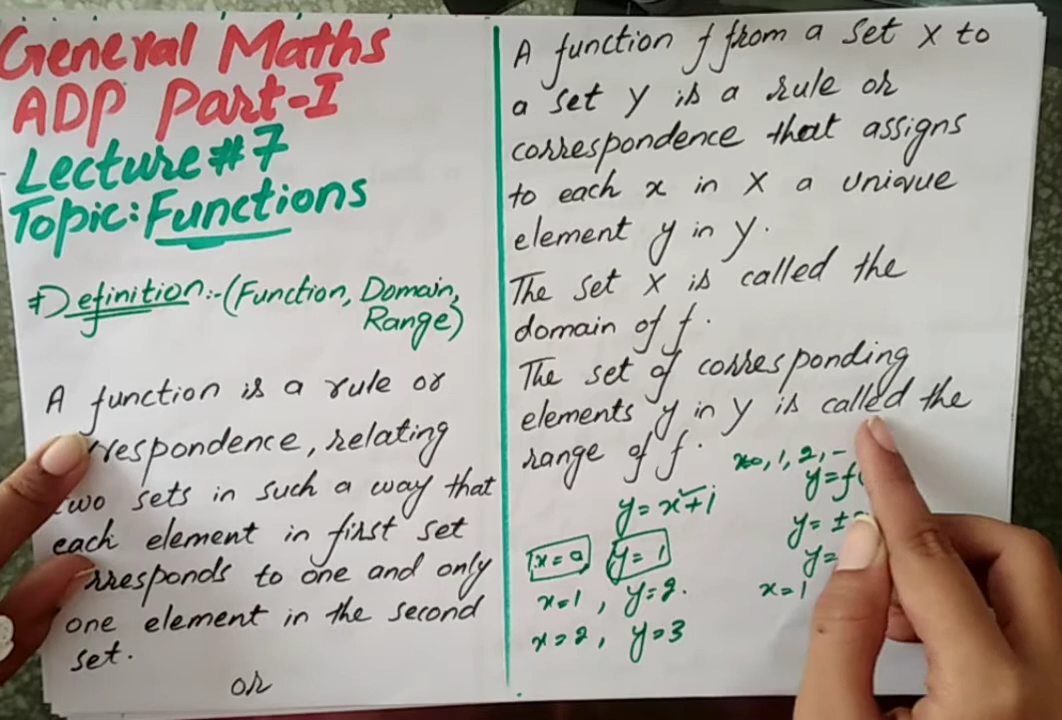 General Maths
ADP Part-I
Lecture#7
Topic: Functions
Definition:-(Function, Domain,
Range)
A function is a rule or
respondence, relating
two sets in such a way that
each element in first set
rresponds to one and only
one element in the second
set.
or
A function f from a set X to
a set Y is a rule or
correspondence that assigns
to each x in X a unique
element y in Y.
The set X is called the
domain of f.
The set of corresponding
elements y in Y is called the
range of f.
y = x²+1
x=0 y=1
x=1, y=2.
x=2, y=3
0, 1, 2, -
y=f(
y= ±
y=
x=1